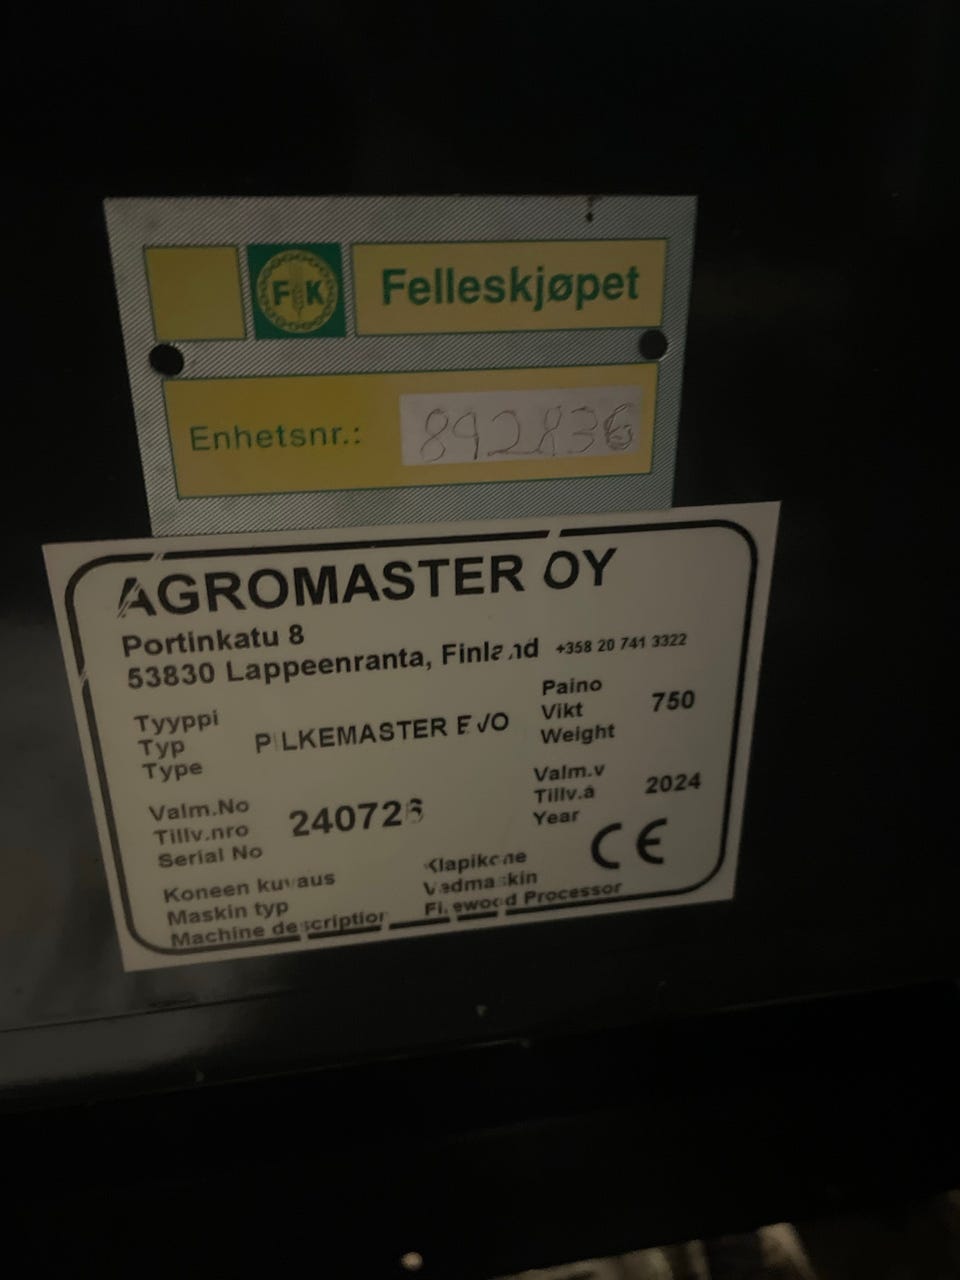 FK
Felleskjøpet
Enhetsnr.: 892836
AGROMASTER OY
Portinkatu 8
53830 Lappeenranta, Finland +358 20 741 3322
Tyyppi
Typ
Type
PILKEMASTER EVO
Paino
Vikt
Weight
750
Valm.No
Tillv.nro
Serial No
Valm.v
Tillv.å
Year
2024
CE
Koneen kuvaus
Maskin typ
Machine description
Klapikone
Vedmaskin
Firewood Processor